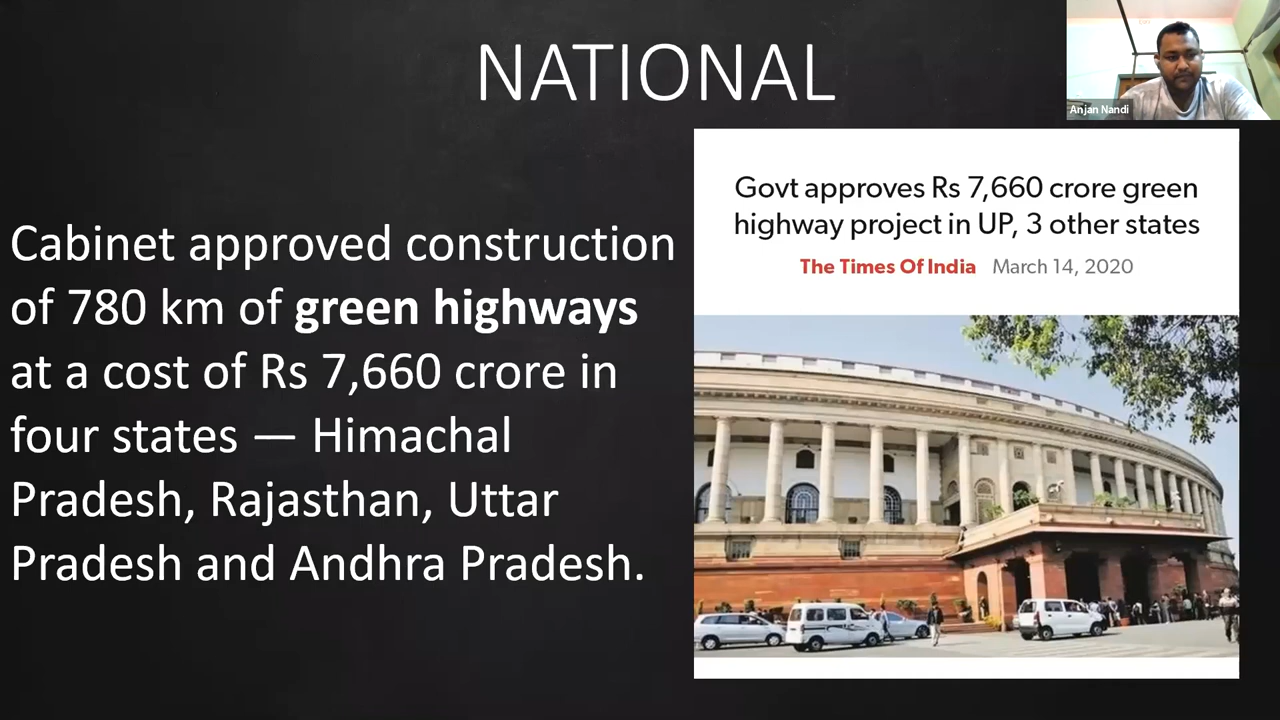 NATIONAL
Anjan Nandi
Cabinet approved construction
of 780 km of green highways
at a cost of Rs 7,660 crore in
four states — Himachal
Pradesh, Rajasthan, Uttar
Pradesh and Andhra Pradesh.
Govt approves Rs 7,660 crore green
highway project in UP, 3 other states
The Times Of India March 14, 2020